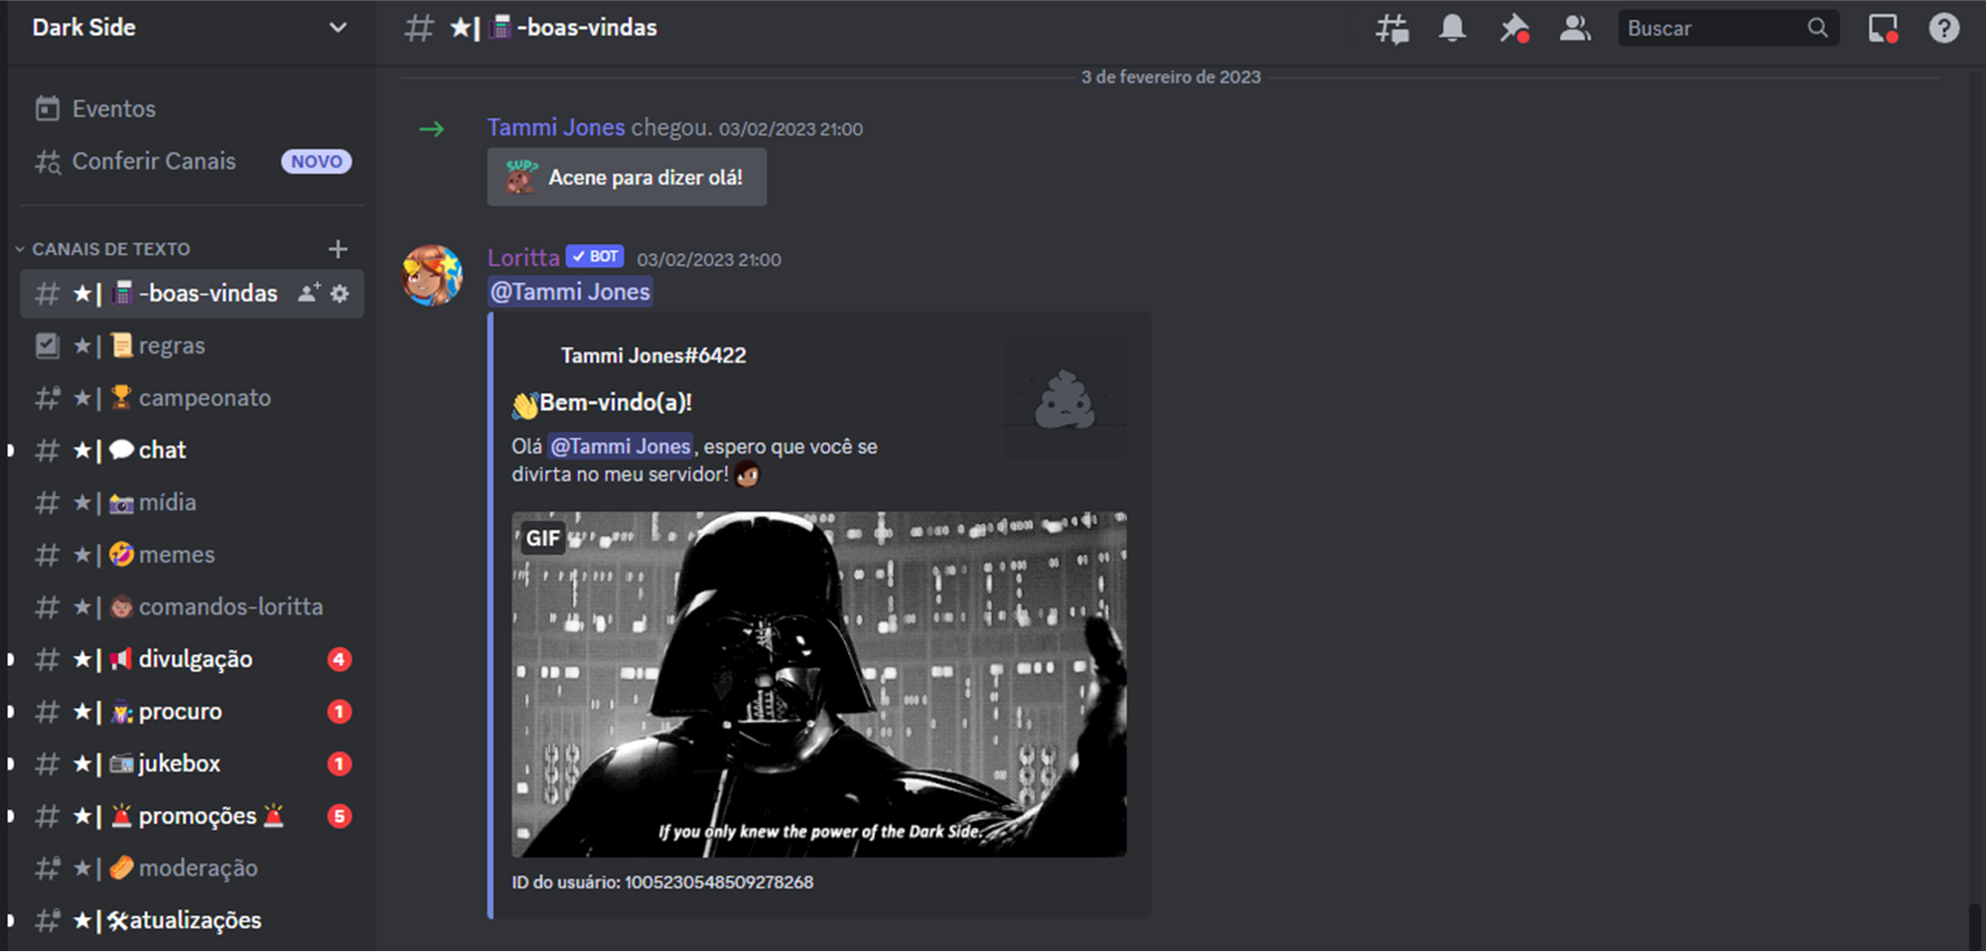 Dark Side
Eventos
Conferir Canais NOVO
CANAIS DE TEXTO
★| -boas-vindas
★| regras
★| campeonato
★| chat
★| mídia
★| memes
★| comandos-loritta
★| divulgação 4
★| procuro 1
★| jukebox 1
★| promoções 5
★| moderação
★| atualizações
# ★| -boas-vindas
Buscar
3 de fevereiro de 2023
Tammi Jones chegou. 03/02/2023 21:00
SUP?
Acene para dizer olá!
Loritta ✓ BOT 03/02/2023 21:00
@Tammi Jones
Tammi Jones#6422
👋Bem-vindo(a)!
Olá @Tammi Jones, espero que você se
divirta no meu servidor!
GIF
If you only knew the power of the Dark Side.
ID do usuário: 1005230548509278268